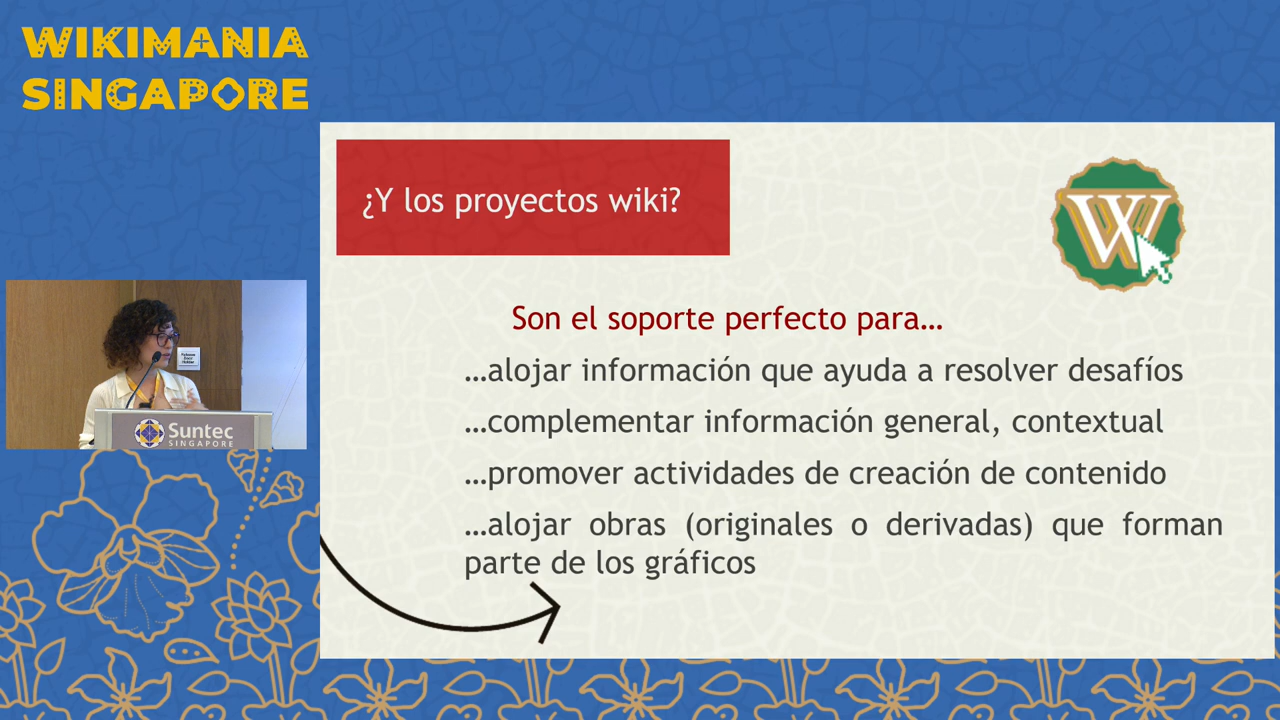 WIKIMANIA
SINGAPORE
¿Y los proyectos wiki?
W
Son el soporte perfecto para...
...alojar información que ayuda a resolver desafíos
...complementar información general, contextual
...promover actividades de creación de contenido
...alojar obras (originales o derivadas) que forman
parte de los gráficos
Suntec
SINGAPORE